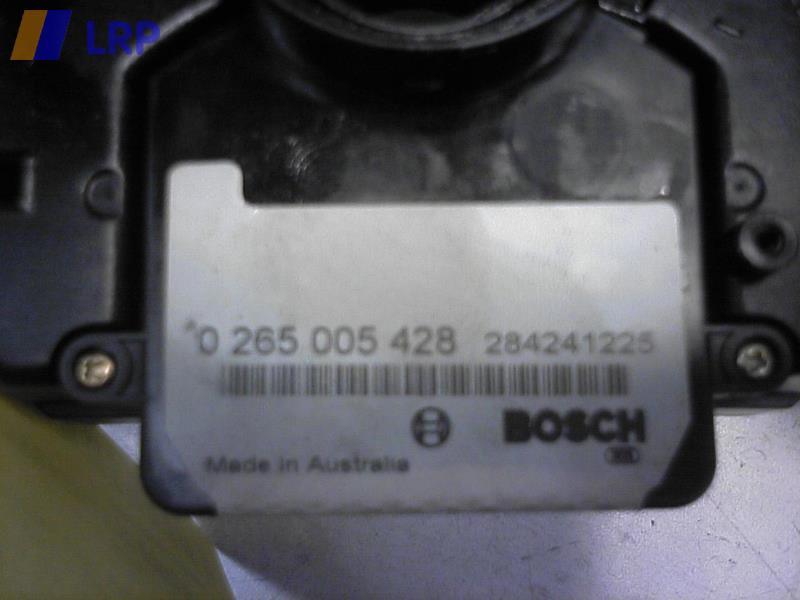 LRP
0 265 005 428 284241225
BOSCH
Made in Australia